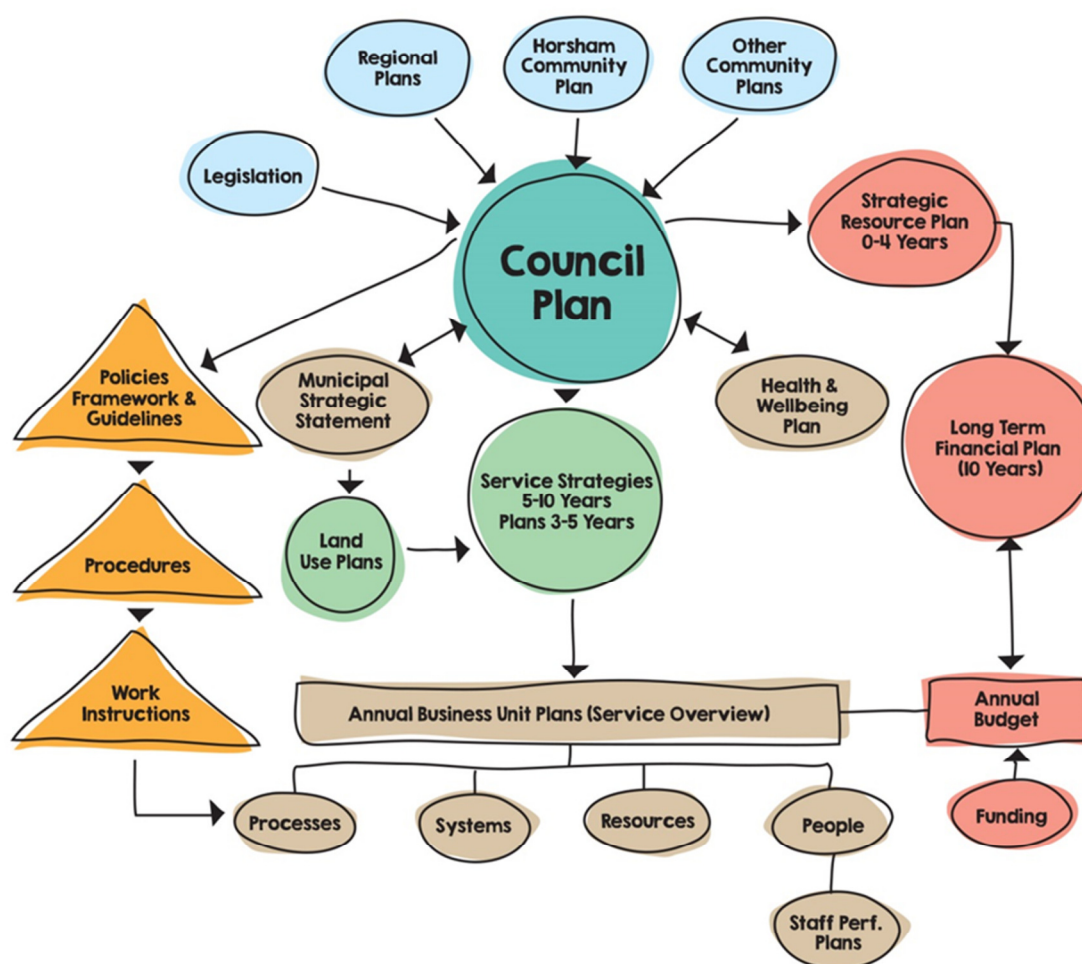 Regional
Plans
Horsham
Community
Plan
Other
Community
Plans
Legislation
Strategic
Resource Plan
0-4 Years
Council
Plan
Policies
Framework &
Guidelines
Municipal
Strategic
Statement
Health &
Wellbeing
Plan
Long Term
Financial Plan
(10 Years)
Service Strategies
5-10 Years
Plans 3-5 Years
Land
Use Plans
Procedures
Work
Instructions
Annual Business Unit Plans (Service Overview)
Annual
Budget
Processes
Systems
Resources
People
Funding
Staff Perf.
Plans